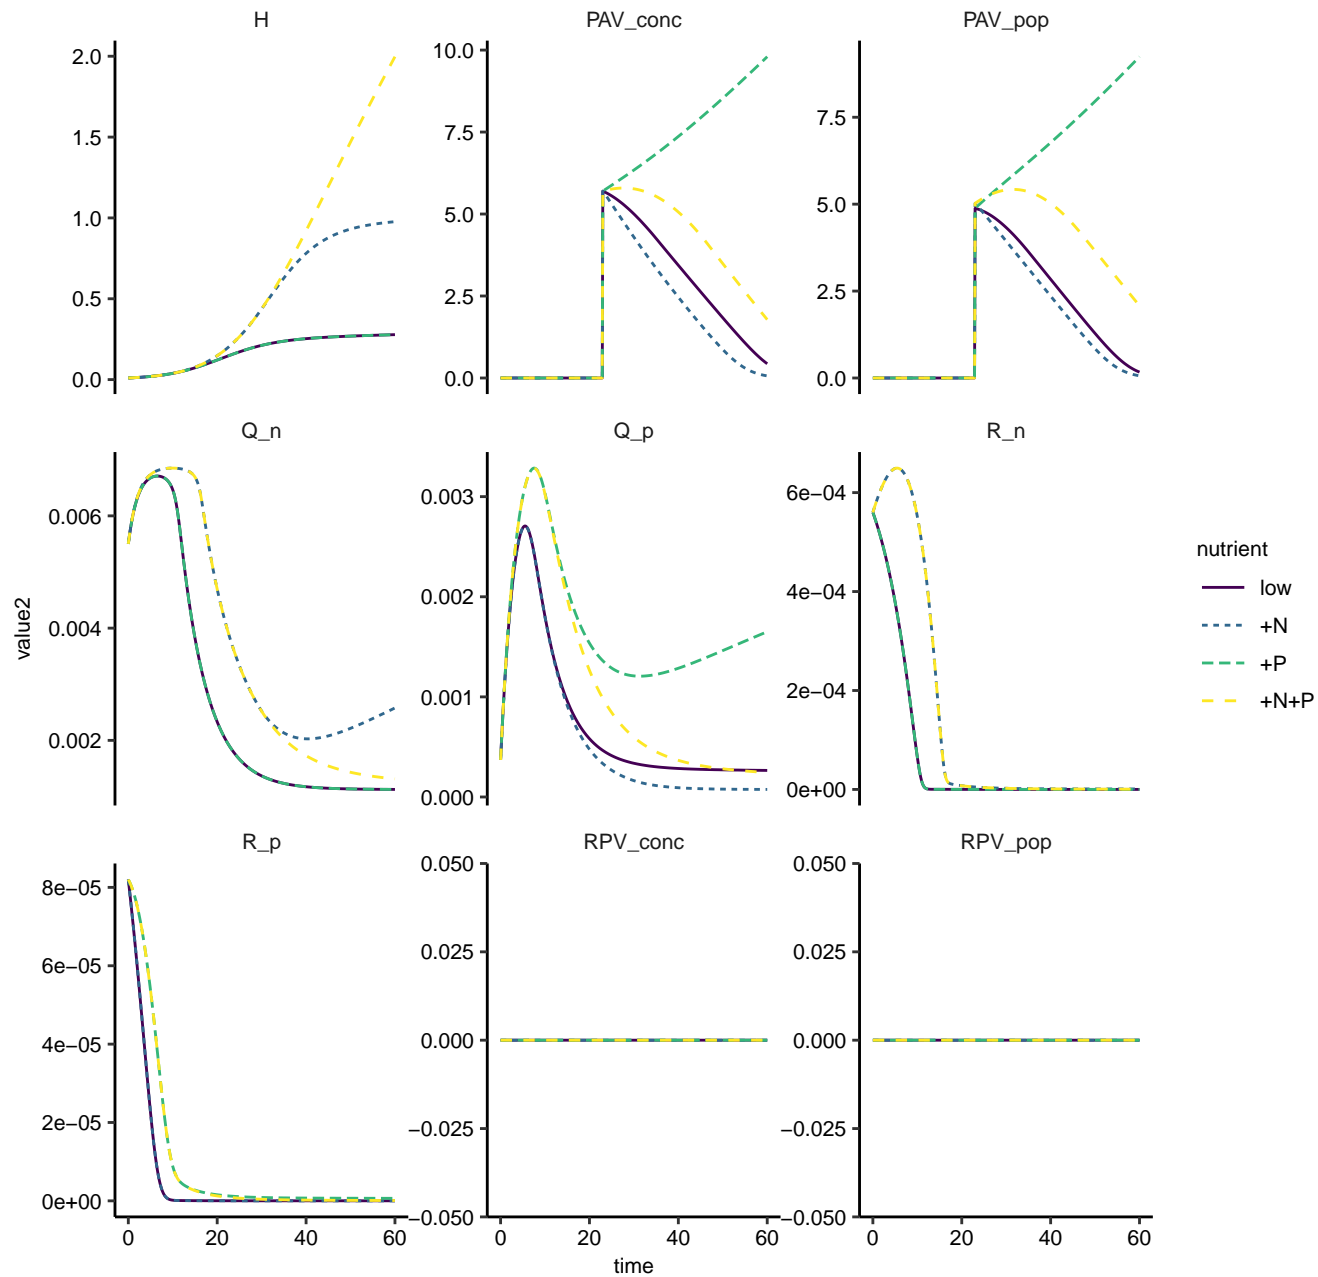 H PAV_conc PAV_pop
2.0
1.5
1.0
0.5
0.0
10.0
7.5
5.0
2.5
0.0
7.5
5.0
2.5
0.0
Q_n Q_p R_n
0.006
0.004
0.002
0.003
0.002
0.001
0.000
6e−04
4e−04
2e−04
0e+00
R_p RPV_conc RPV_pop
8e−05
6e−05
4e−05
2e−05
0e+00
0.050
0.025
0.000
−0.025
−0.050
0.050
0.025
0.000
−0.025
−0.050
0 20 40 60
0 20 40 60
0 20 40 60
time
value2
nutrient
low
+N
+P
+N+P